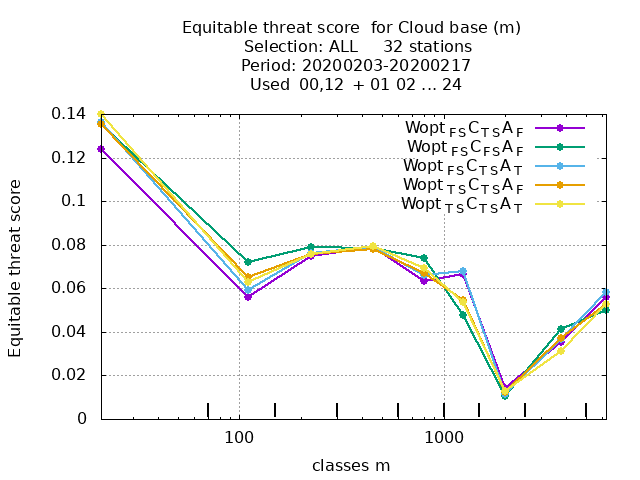 Equitable threat score  for Cloud base (m)
Selection: ALL     32 stations
Period: 20200203-20200217
Used  00,12  + 01 02 ... 24
Equitable threat score
0.14
0.12
0.1
0.08
0.06
0.04
0.02
0
Wopt FS C TS A F
Wopt FS C FS A F
Wopt FS C TS A T
Wopt TS C TS A F
Wopt TS C TS A T
100
1000
classes m